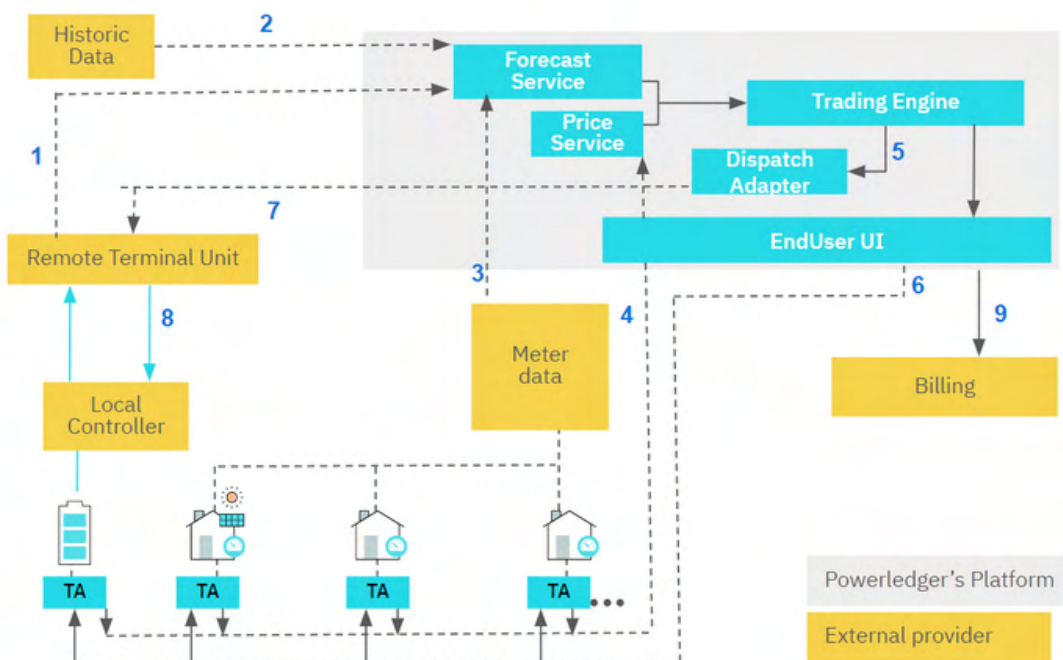 Historic
Data
2
Forecast
Service
Trading Engine
Price
Service
1
5
Dispatch
Adapter
7
Remote Terminal Unit
EndUser UI
3
4
6
8
9
Meter
data
Billing
Local
Controller
TA
TA
TA
TA
Powerledger's Platform
External provider